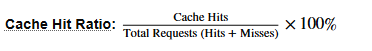 Cache Hit Ratio: Cache Hits / Total Requests (Hits + Misses) × 100%